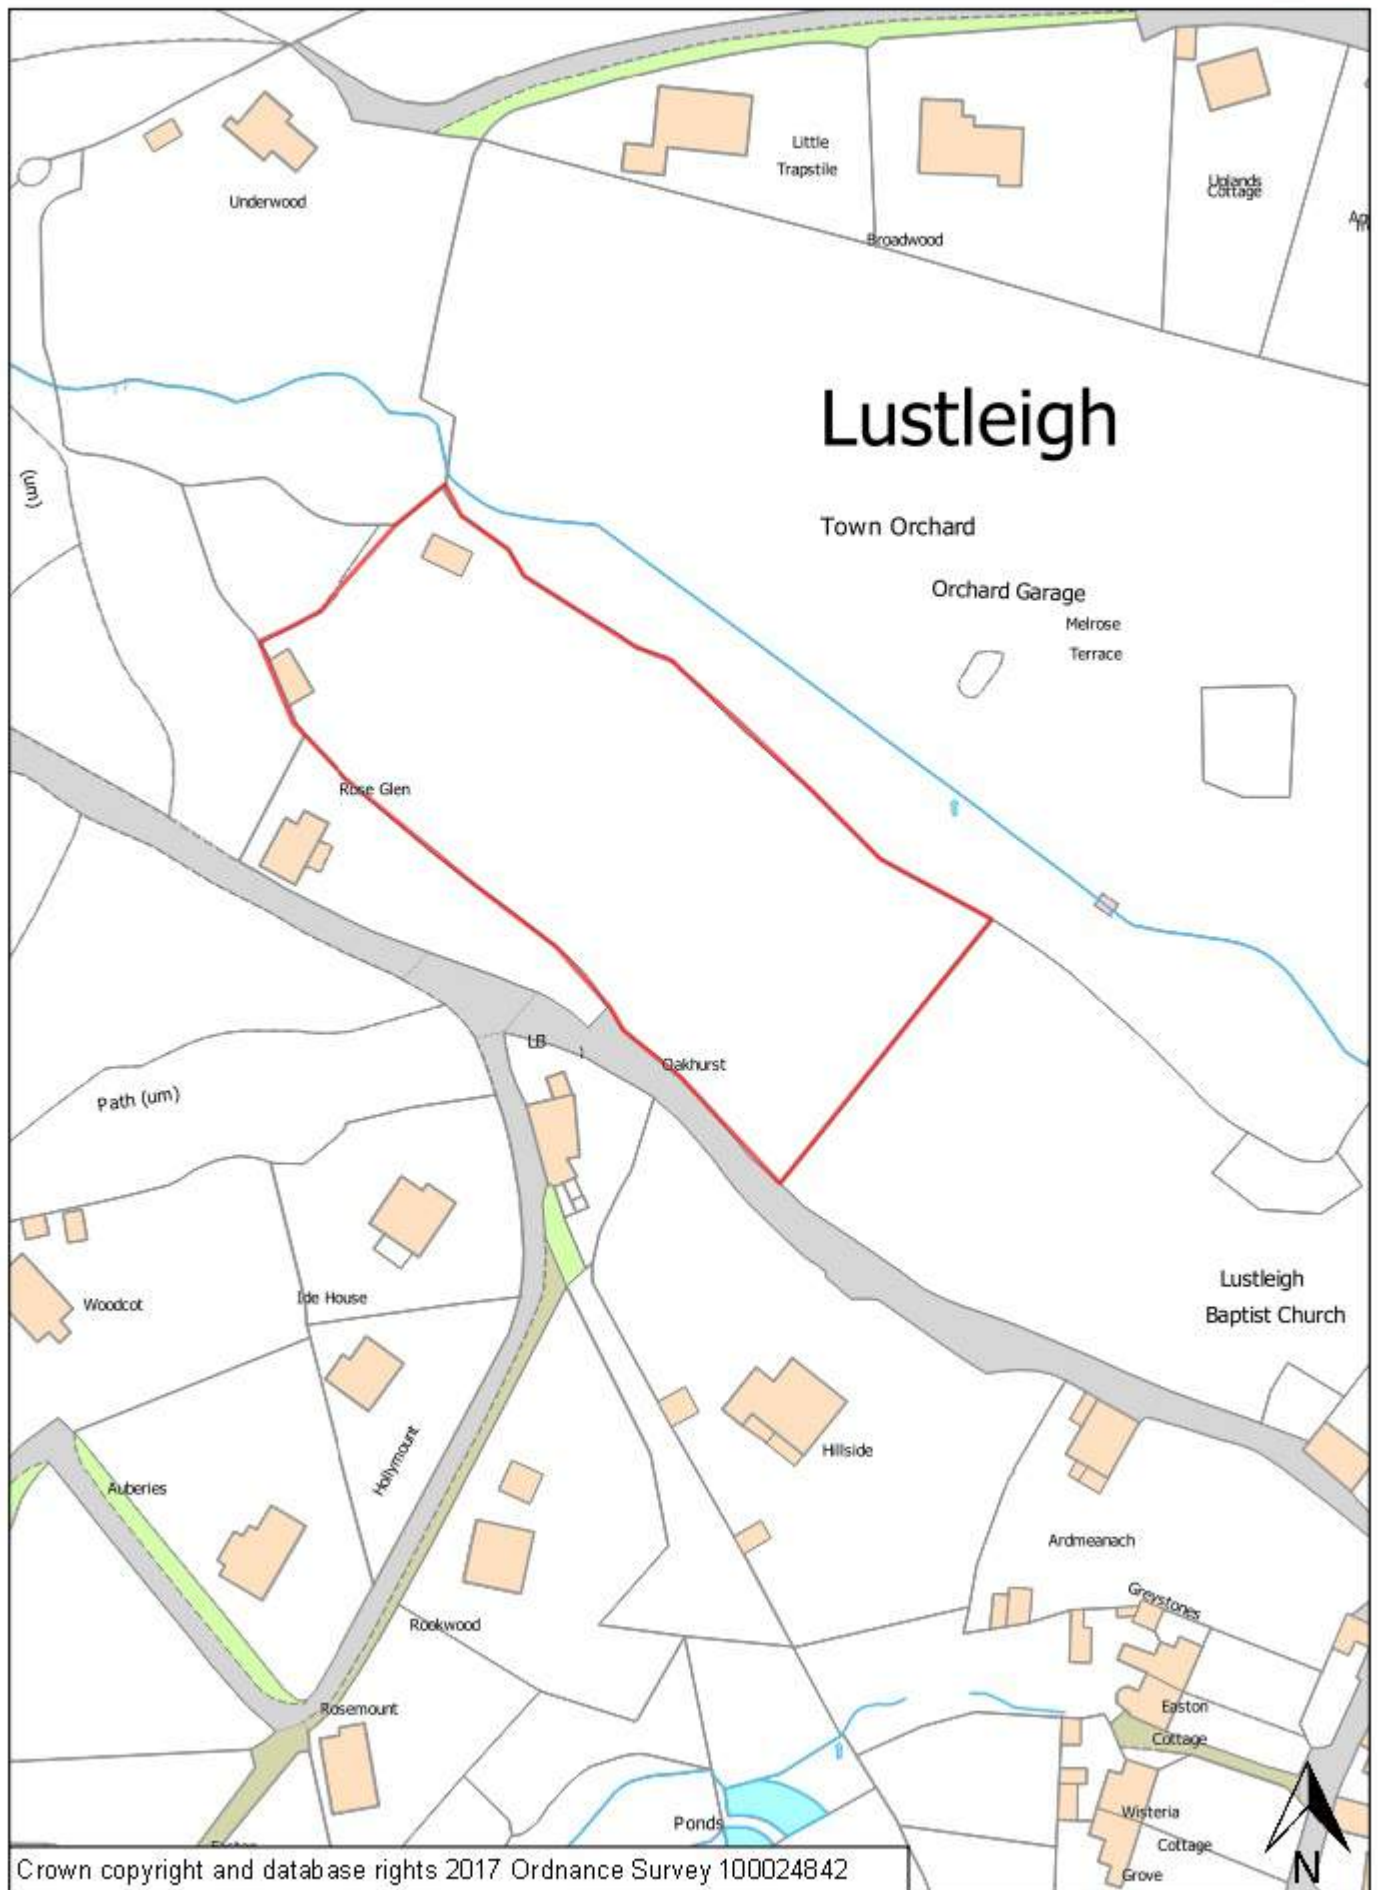 Little
Trapstile
Underwood
Uplands
Cottage
Broadwood
Lustleigh
(um)
Town Orchard
Orchard Garage
Melrose
Terrace
Rose Glen
LB
Oakhurst
Path (um)
Lustleigh
Baptist Church
Woodcot
Ide House
Hillside
Hollymount
Auberies
Ardmeanach
Greystones
Rookwood
Rosemount
Easton
Cottage
Wisteria
Ponds
Cottage
Grove
Crown copyright and database rights 2017 Ordnance Survey 100024842
N